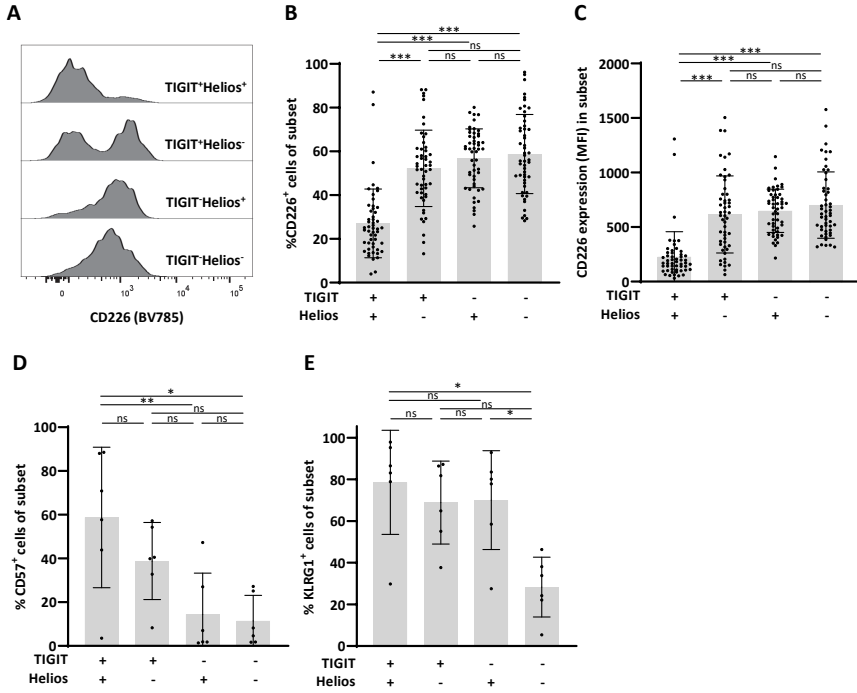 A
TIGIT⁺Helios⁺
TIGIT⁺Helios⁻
TIGIT⁻Helios⁺
TIGIT⁻Helios⁻
0 10³ 10⁴ 10⁵
CD226 (BV785)
B
***
***
ns
*** ns ns
100
80
60
40
20
0
%CD226⁺ cells of subset
TIGIT + + - -
Helios + - + -
C
***
***
ns
*** ns ns
2000
1500
1000
500
0
CD226 expression (MFI) in subset
TIGIT + + - -
Helios + - + -
D
*
**
ns
ns ns ns
100
80
60
40
20
0
% CD57⁺ cells of subset
TIGIT + + - -
Helios + - + -
E
*
ns
ns
ns ns *
100
80
60
40
20
0
% KLRG1⁺ cells of subset
TIGIT + + - -
Helios + - + -